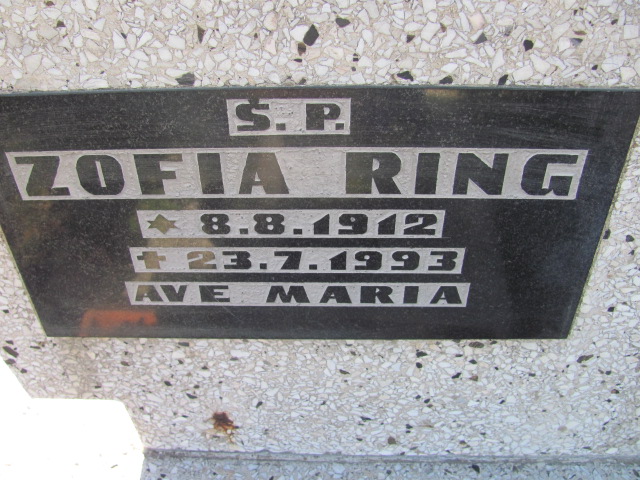 Ś. P.
ZOFIA RING
* 8.8.1912
✝ 23.7.1993
AVE MARIA